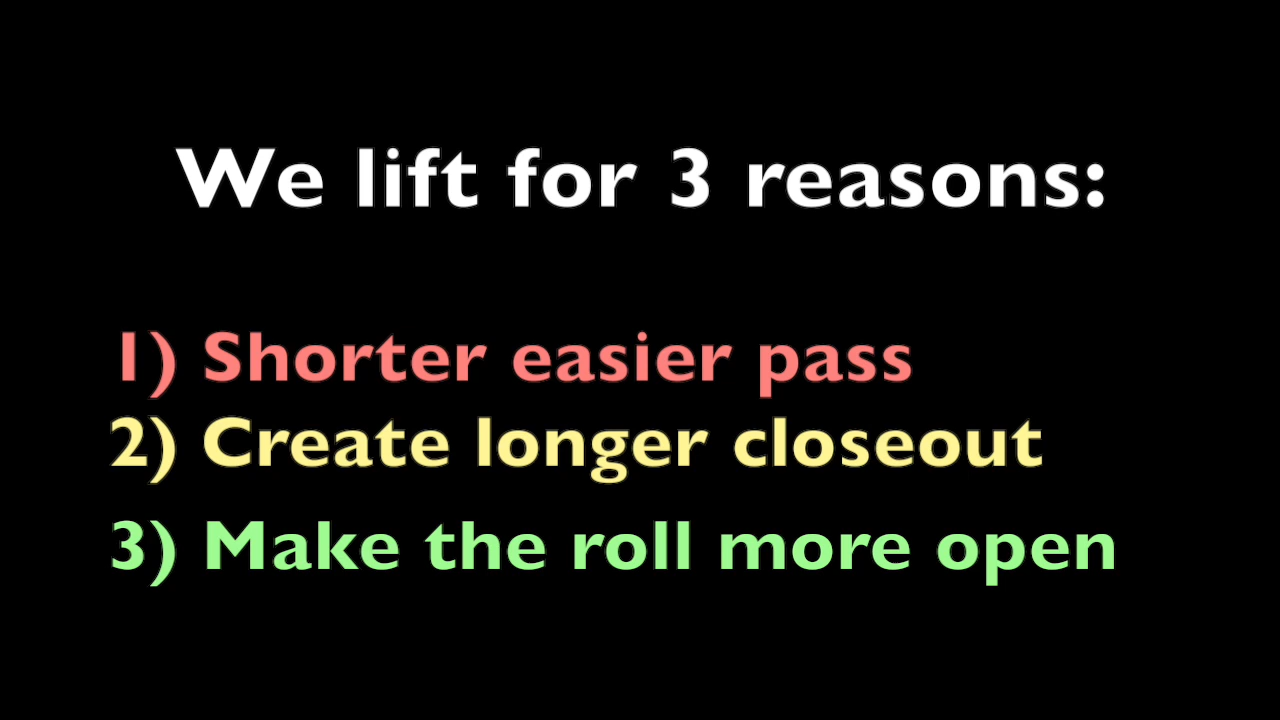 We lift for 3 reasons:
1) Shorter easier pass
2) Create longer closeout
3) Make the roll more open